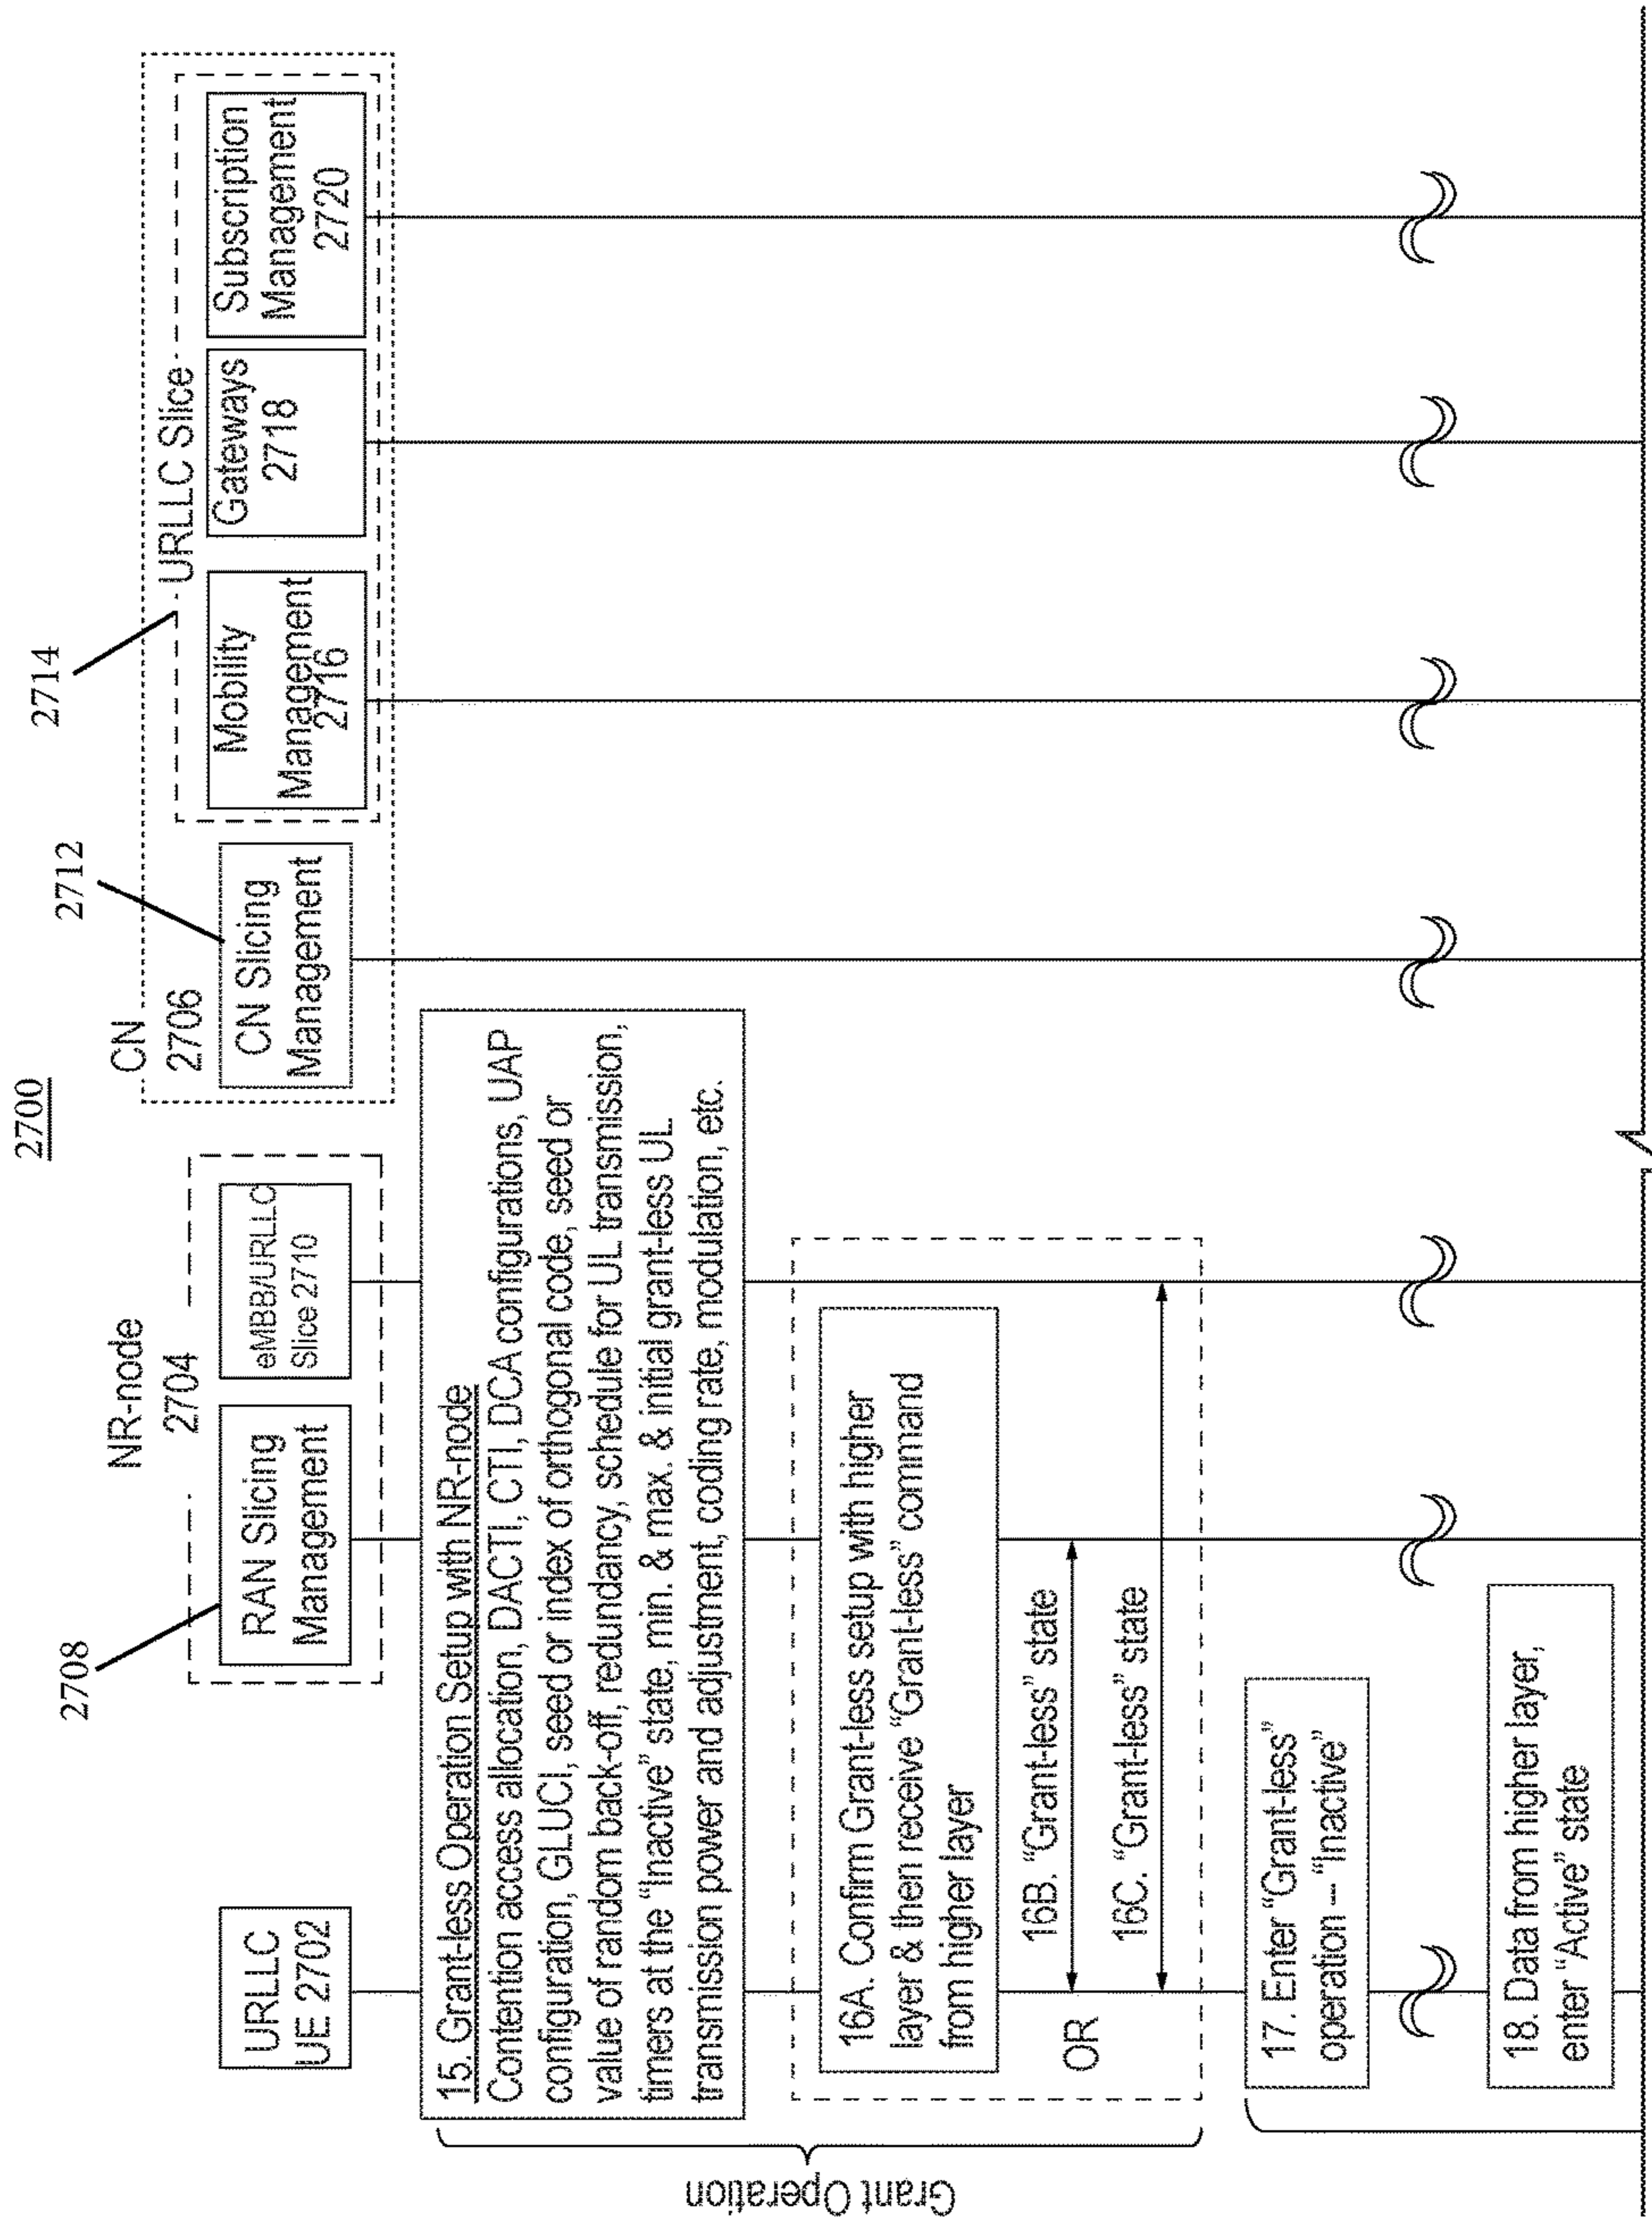 2700
2708
2712
2714
NR-node
2704
CN
2706
URLLC Slice
URLLC
UE 2702
RAN Slicing
Management
eMBB/URLLC
Slice 2710
CN Slicing
Management
Mobility
Management
2716
Gateways
2718
Subscription
Management
2720
15. Grant-less Operation Setup with NR-node
Contention access allocation, DACTI, CTI, DCA configurations, UAP
configuration, GLUCI, seed or index of orthogonal code, seed or
value of random back-off, redundancy, schedule for UL transmission,
timers at the “Inactive” state, min. & max. & initial grant-less UL
transmission power and adjustment, coding rate, modulation, etc.
Grant Operation
16A. Confirm Grant-less setup with higher
layer & then receive “Grant-less” command
from higher layer
OR
16B. “Grant-less” state
16C. “Grant-less” state
17. Enter “Grant-less”
operation – “Inactive”
18. Data from higher layer,
enter “Active” state